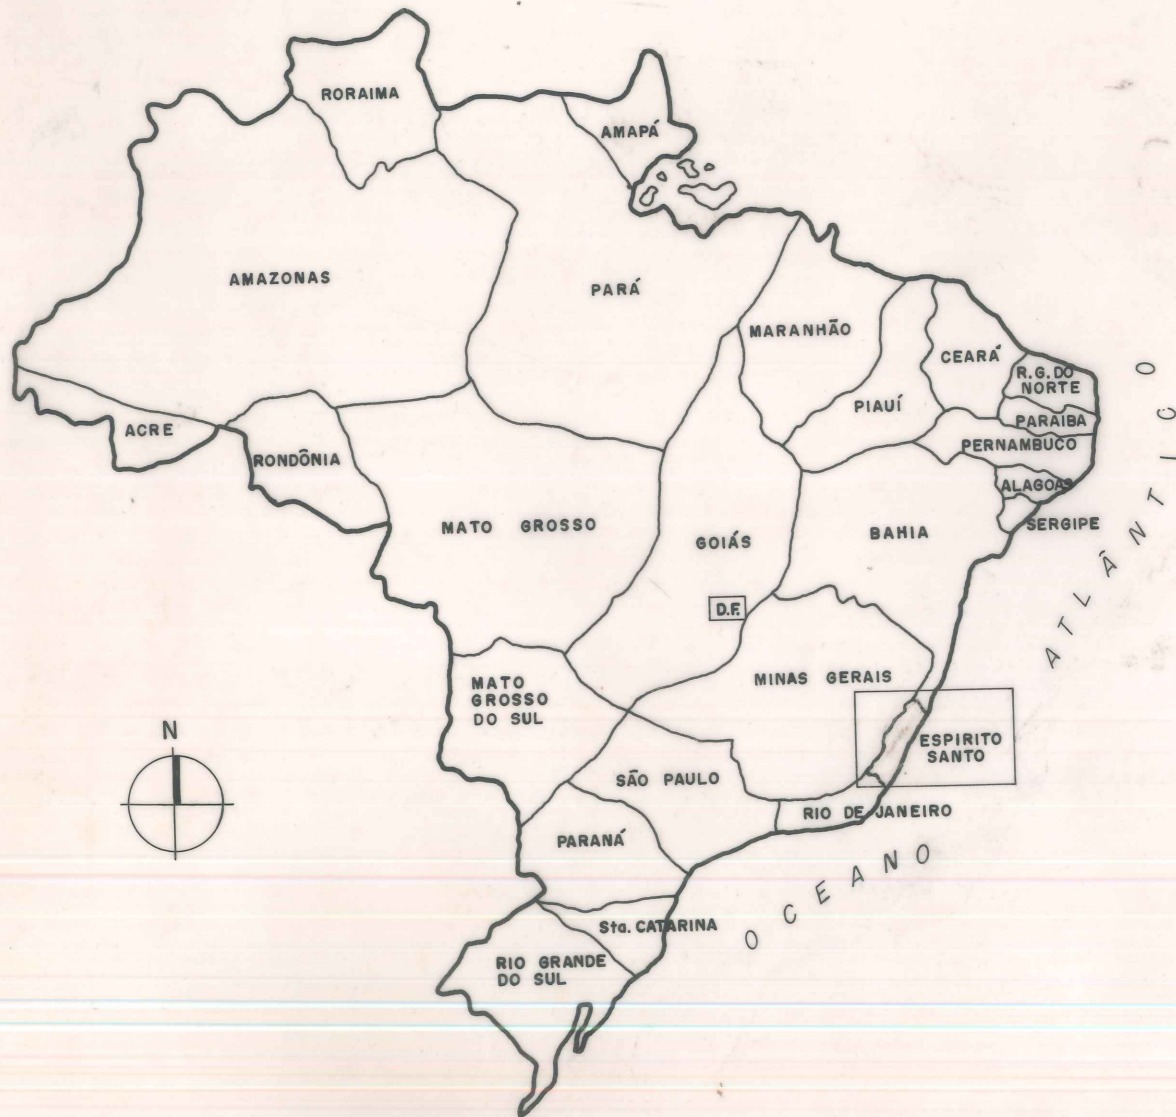 RORAIMA
AMAPÁ
AMAZONAS
PARÁ
MARANHÃO
CEARÁ
R.G.DO
NORTE
PIAUÍ
PARAIBA
PERNAMBUCO
ACRE
RONDÔNIA
ALAGOAS
SERGIPE
MATO GROSSO
GOIÁS
BAHIA
D.F.
MATO
GROSSO
DO SUL
MINAS GERAIS
ESPIRITO
SANTO
N
SÃO PAULO
RIO DE JANEIRO
PARANÁ
Sta. CATARINA
RIO GRANDE
DO SUL
OCEANO ATLÂNTICO